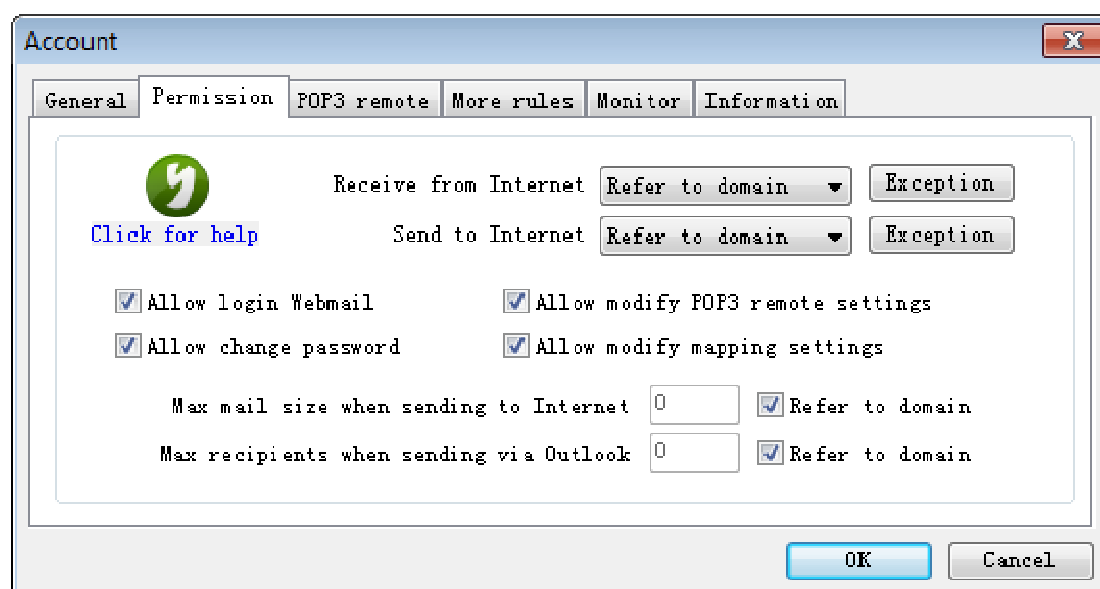 Account
General Permission POP3 remote More rules Monitor Information
Receive from Internet Refer to domain Exception
Click for help Send to Internet Refer to domain Exception
Allow login Webmail Allow modify POP3 remote settings
Allow change password Allow modify mapping settings
Max mail size when sending to Internet 0 Refer to domain
Max recipients when sending via Outlook 0 Refer to domain
OK Cancel